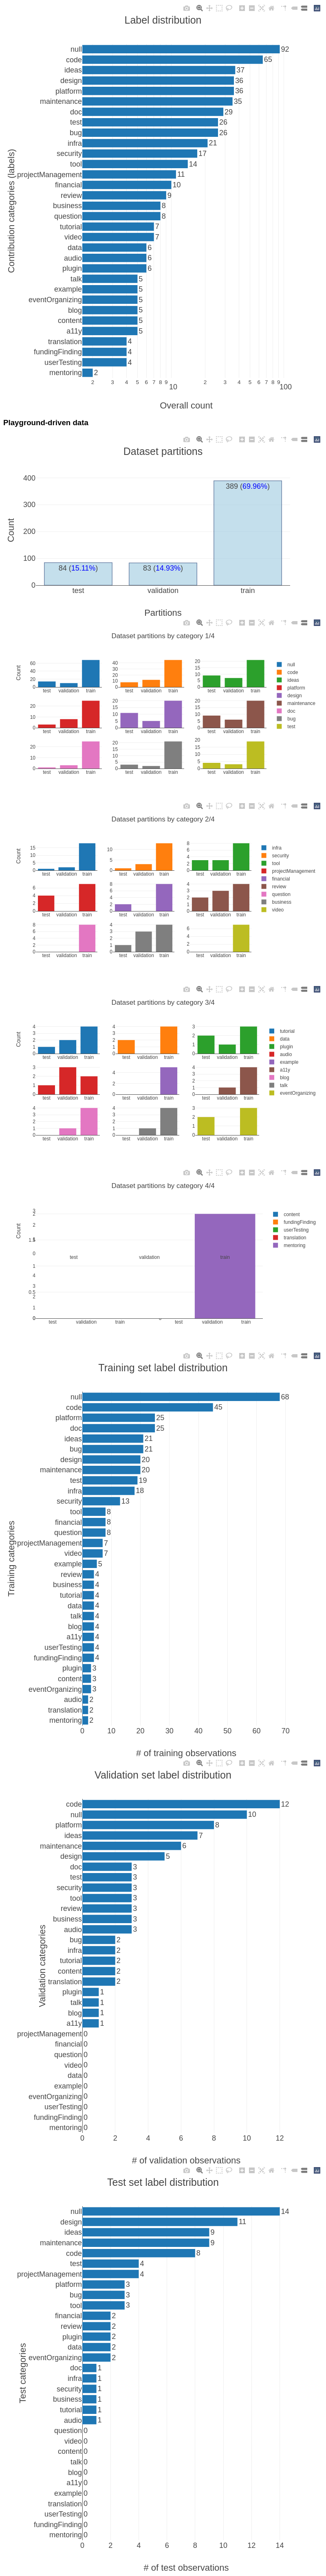 Label distribution
Contribution categories (labels)
null 92
code 65
ideas 37
design 36
platform 36
maintenance 35
doc 29
test 26
bug 26
infra 21
security 17
tool 14
projectManagement 11
financial 10
review 9
business 8
question 8
tutorial 7
video 7
data 6
audio 6
plugin 6
talk 5
example 5
eventOrganizing 5
blog 5
content 5
a11y 5
translation 4
fundingFinding 4
userTesting 4
mentoring 2
2 3 4 5 6 7 8 9 10 2 3 4 5 6 7 8 9 100
Overall count
Playground-driven data
Dataset partitions
Count
400
300
200
100
0
84 (15.11%) 83 (14.93%) 389 (69.96%)
test validation train
Partitions
Dataset partitions by category 1/4
Count
null
code
ideas
platform
design
maintenance
doc
bug
test
Dataset partitions by category 2/4
Count
infra
security
tool
projectManagement
financial
review
question
business
video
Dataset partitions by category 3/4
Count
tutorial
data
plugin
audio
example
a11y
blog
talk
eventOrganizing
Dataset partitions by category 4/4
Count
content
fundingFinding
userTesting
translation
mentoring
test validation train
test validation train test validation train
Training set label distribution
Training categories
null 68
code 45
platform 25
doc 25
ideas 21
bug 21
design 20
maintenance 20
test 19
infra 18
security 13
tool 8
financial 8
question 8
projectManagement 7
video 7
example 5
review 4
business 4
tutorial 4
data 4
talk 4
blog 4
a11y 4
userTesting 4
fundingFinding 4
plugin 3
content 3
eventOrganizing 3
audio 2
translation 2
mentoring 2
0 10 20 30 40 50 60 70
# of training observations
Validation set label distribution
Validation categories
code 12
null 10
platform 8
ideas 7
maintenance 6
design 5
doc 3
test 3
security 3
tool 3
review 3
business 3
audio 3
bug 2
infra 2
tutorial 2
content 2
translation 2
plugin 1
talk 1
blog 1
a11y 1
projectManagement 0
financial 0
question 0
video 0
data 0
example 0
eventOrganizing 0
userTesting 0
fundingFinding 0
mentoring 0
0 2 4 6 8 10 12
# of validation observations
Test set label distribution
Test categories
null 14
design 11
ideas 9
maintenance 9
code 8
test 4
projectManagement 4
platform 3
bug 3
tool 3
financial 2
review 2
plugin 2
data 2
eventOrganizing 2
doc 1
infra 1
security 1
business 1
tutorial 1
audio 1
question 0
video 0
content 0
talk 0
blog 0
a11y 0
example 0
translation 0
userTesting 0
fundingFinding 0
mentoring 0
0 2 4 6 8 10 12 14
# of test observations